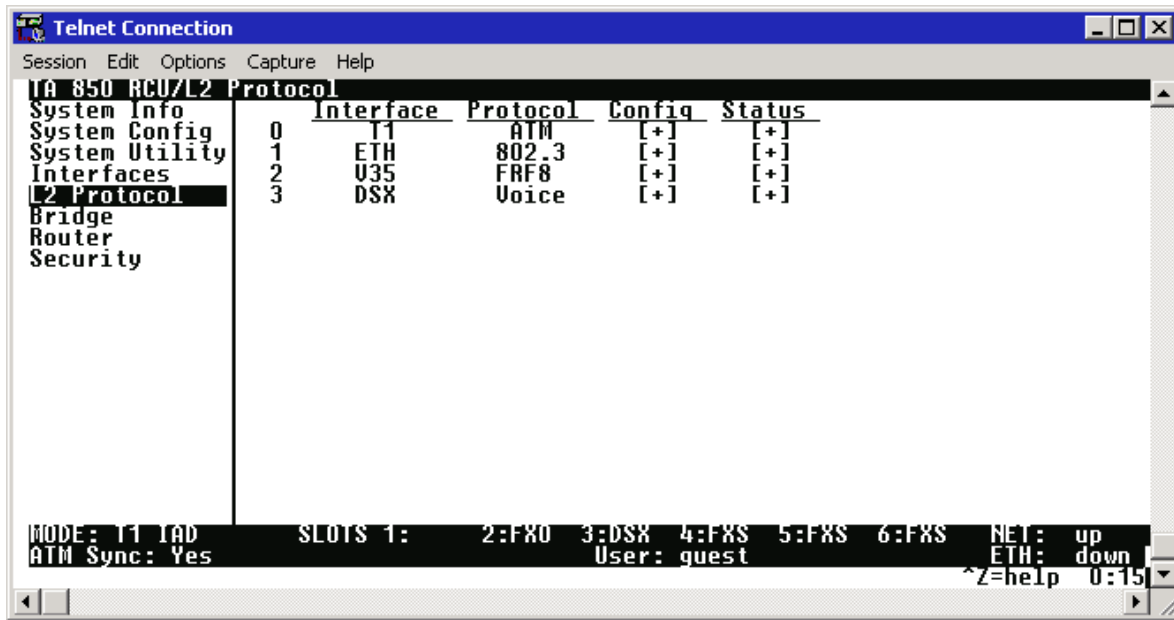 Telnet Connection
Session Edit Options Capture Help
TA 850 RCU/L2 Protocol
System Info Interface Protocol Config Status
System Config 0 T1 ATM [+] [+]
System Utility 1 ETH 802.3 [+] [+]
Interfaces 2 V35 FRF8 [+] [+]
L2 Protocol 3 DSX Voice [+] [+]
Bridge
Router
Security
MODE: T1 IAD SLOTS 1: 2:FXO 3:DSX 4:FXS 5:FXS 6:FXS NET: up
ATM Sync: Yes User: guest ETH: down
^Z=help 0:15